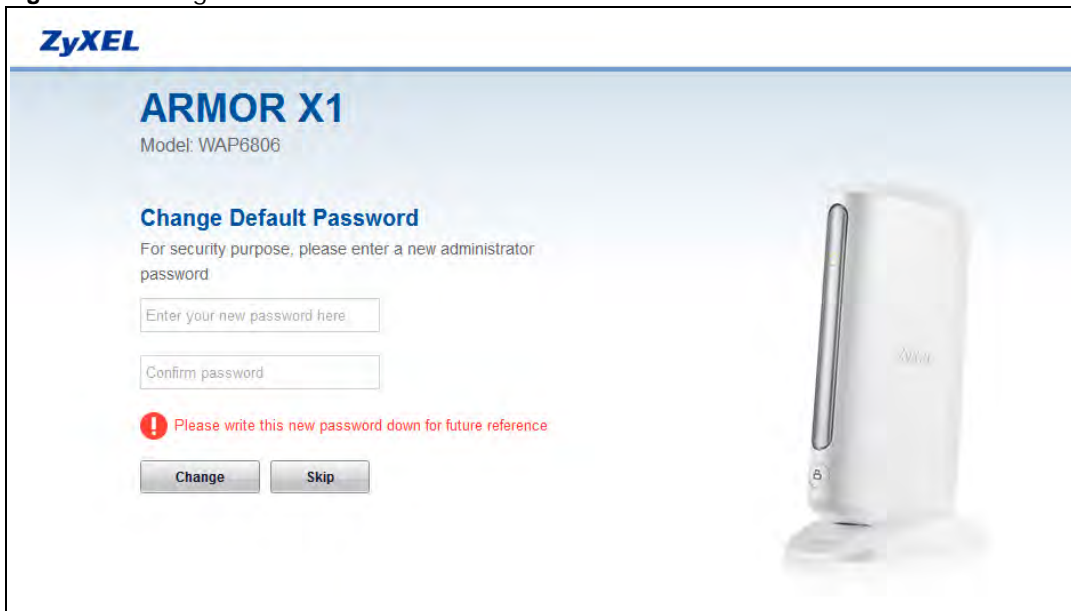 ZyXEL
ARMOR X1
Model: WAP6806
Change Default Password
For security purpose, please enter a new administrator
password
Enter your new password here
Confirm password
Please write this new password down for future reference
Change Skip